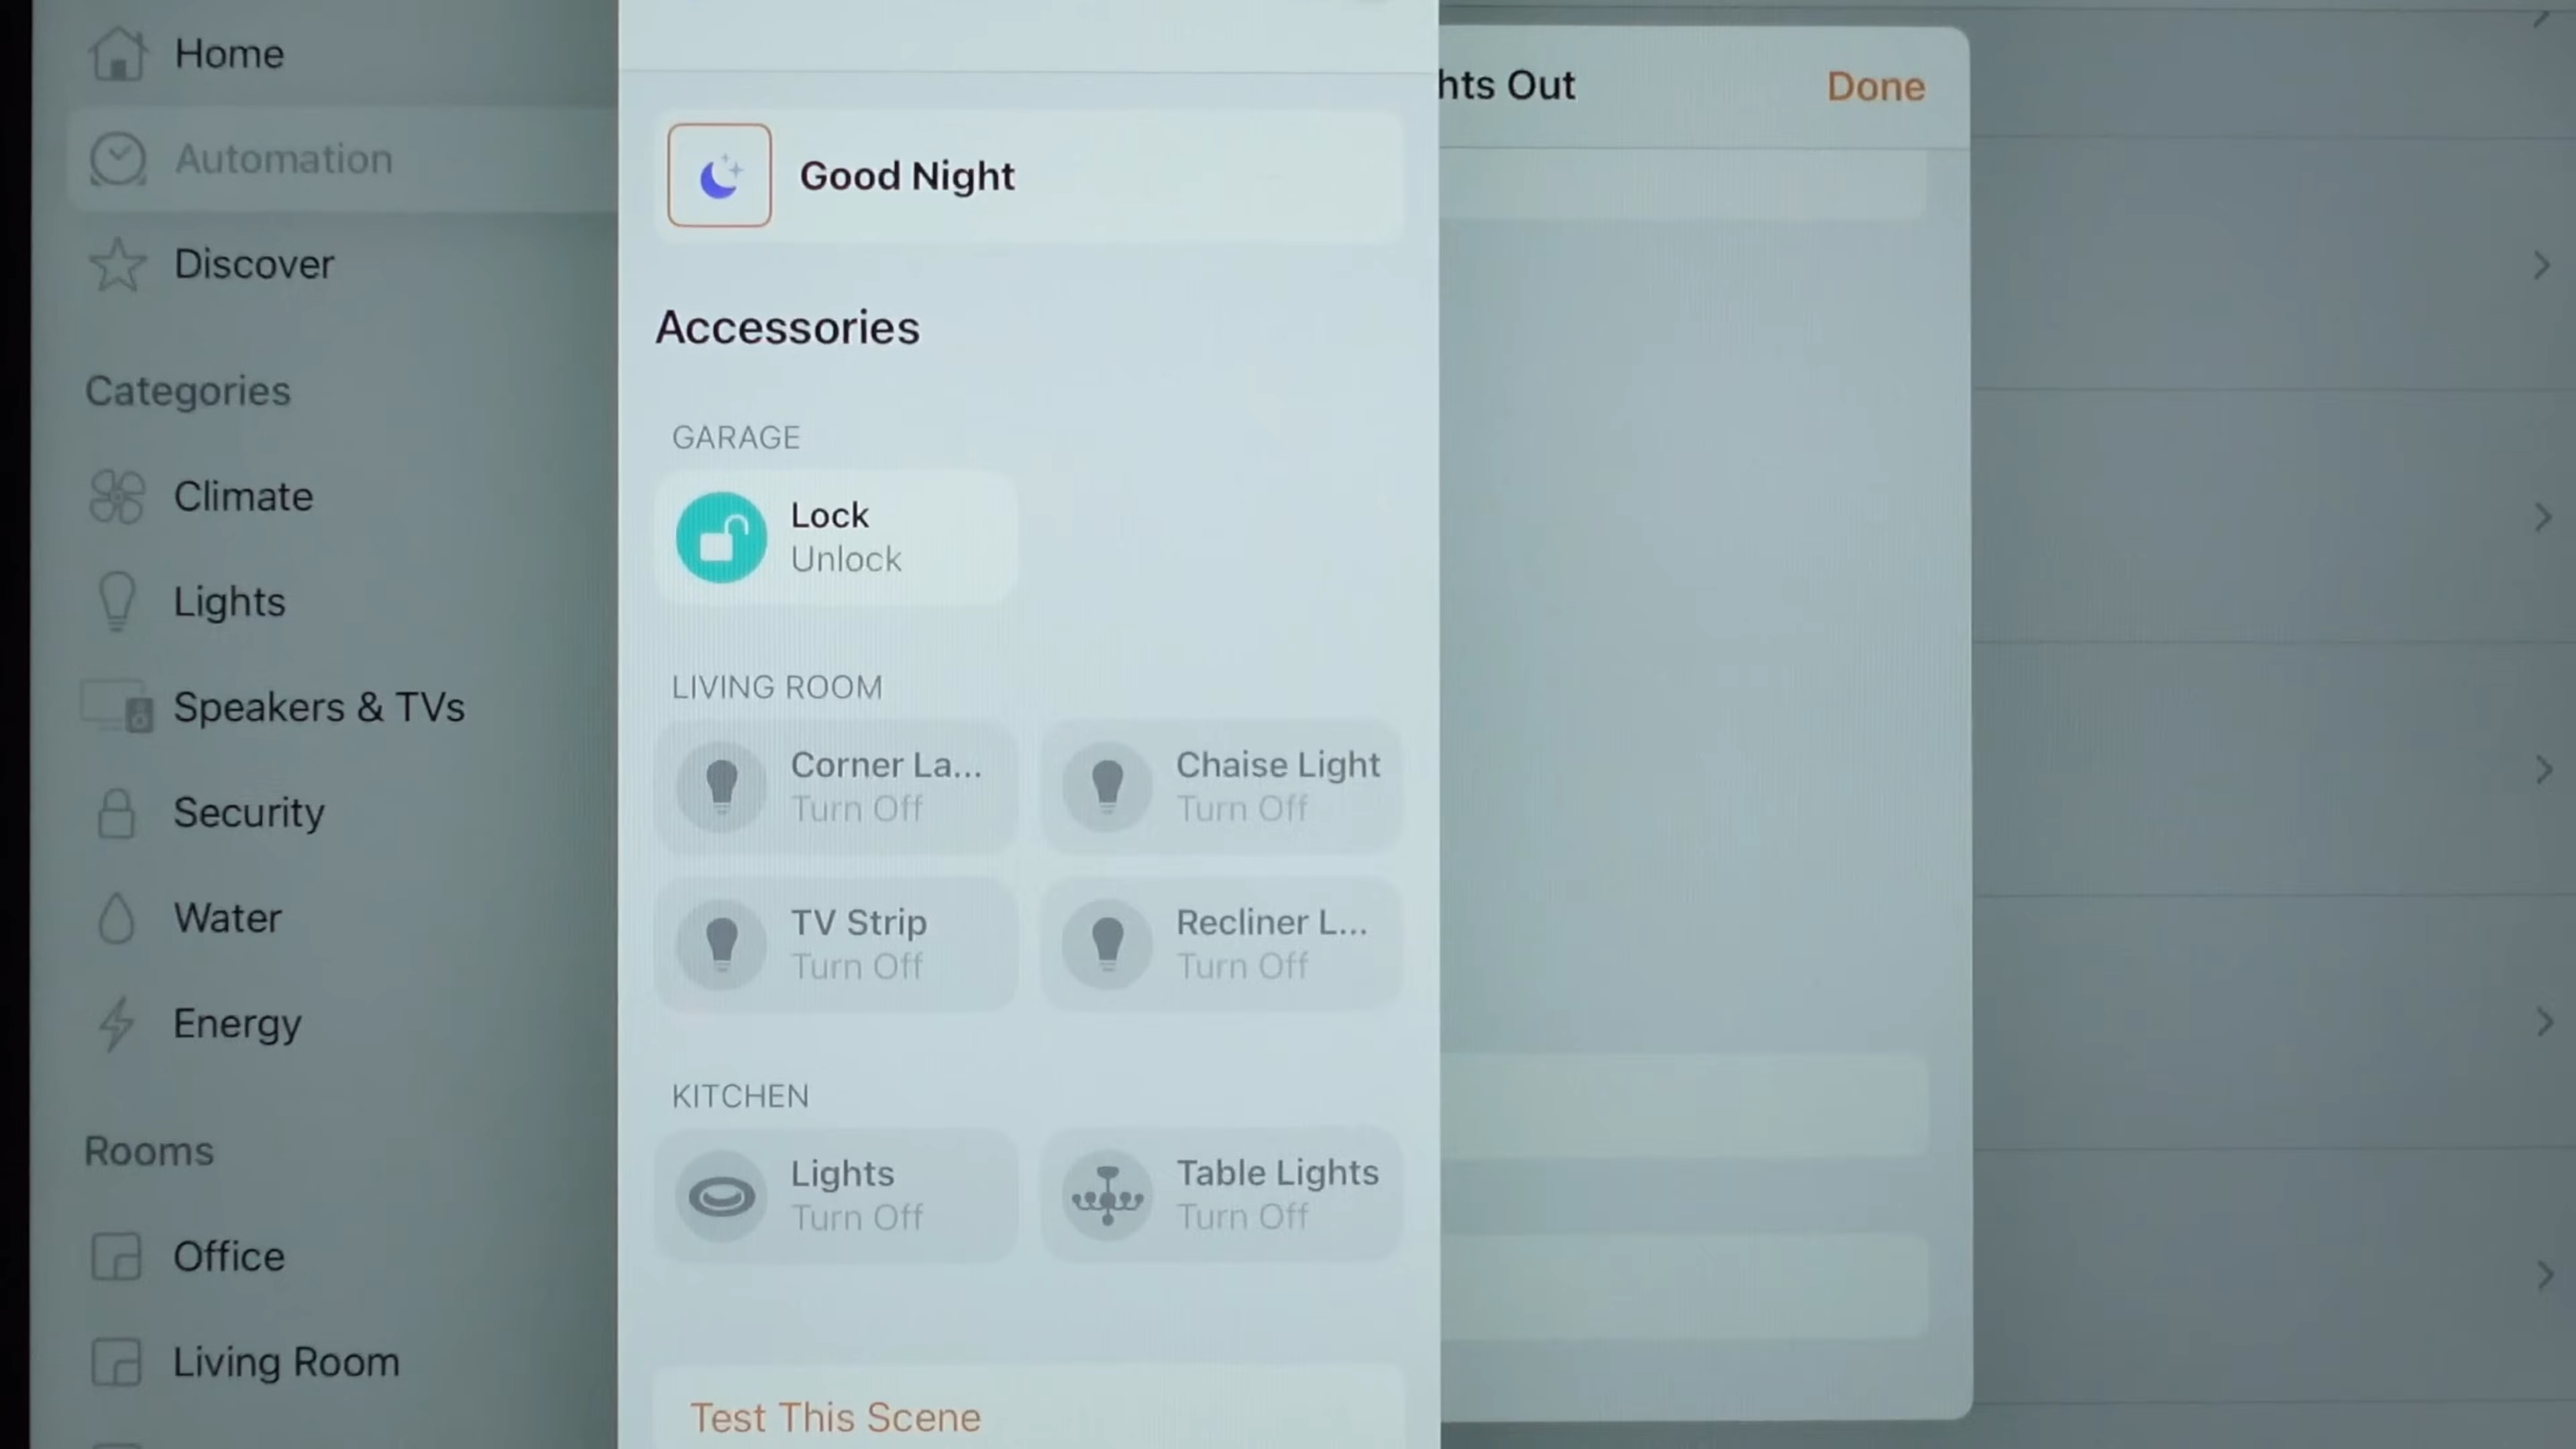 Home
Automation
Discover
Categories
Climate
Lights
Speakers & TVs
Security
Water
Energy
Rooms
Office
Living Room
Good Night
Accessories
GARAGE
Lock
Unlock
LIVING ROOM
Corner La...
Turn Off
Chaise Light
Turn Off
TV Strip
Turn Off
Recliner L...
Turn Off
KITCHEN
Lights
Turn Off
Table Lights
Turn Off
Test This Scene
hts Out
Done